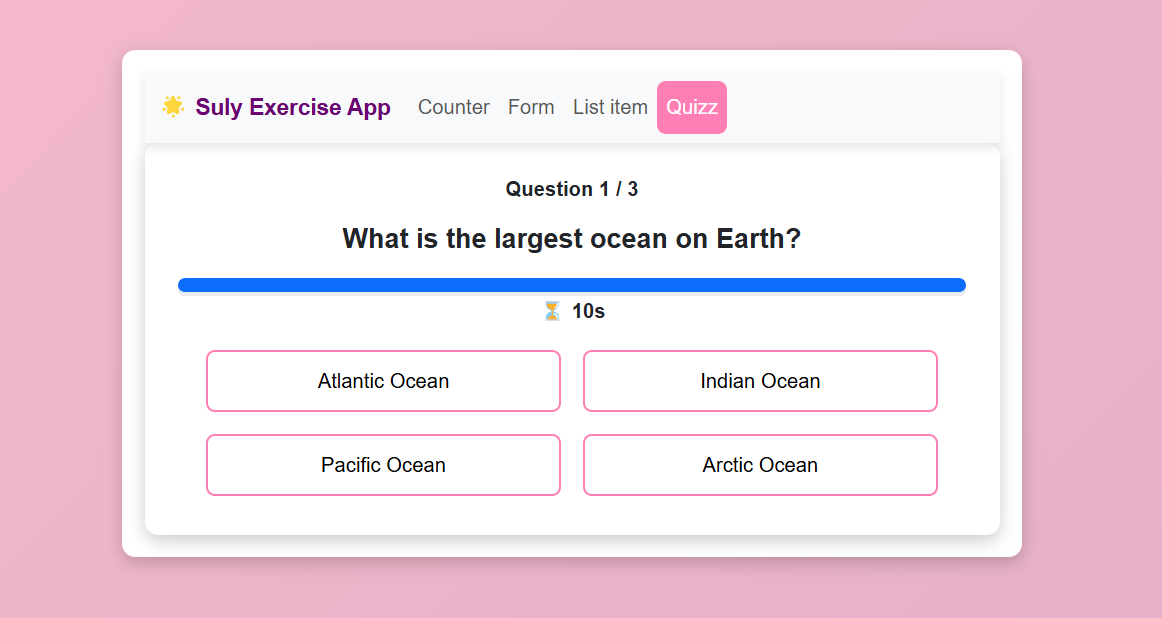 🌟 Suly Exercise App Counter Form List item Quizz
Question 1 / 3
What is the largest ocean on Earth?
⏳ 10s
Atlantic Ocean Indian Ocean
Pacific Ocean Arctic Ocean